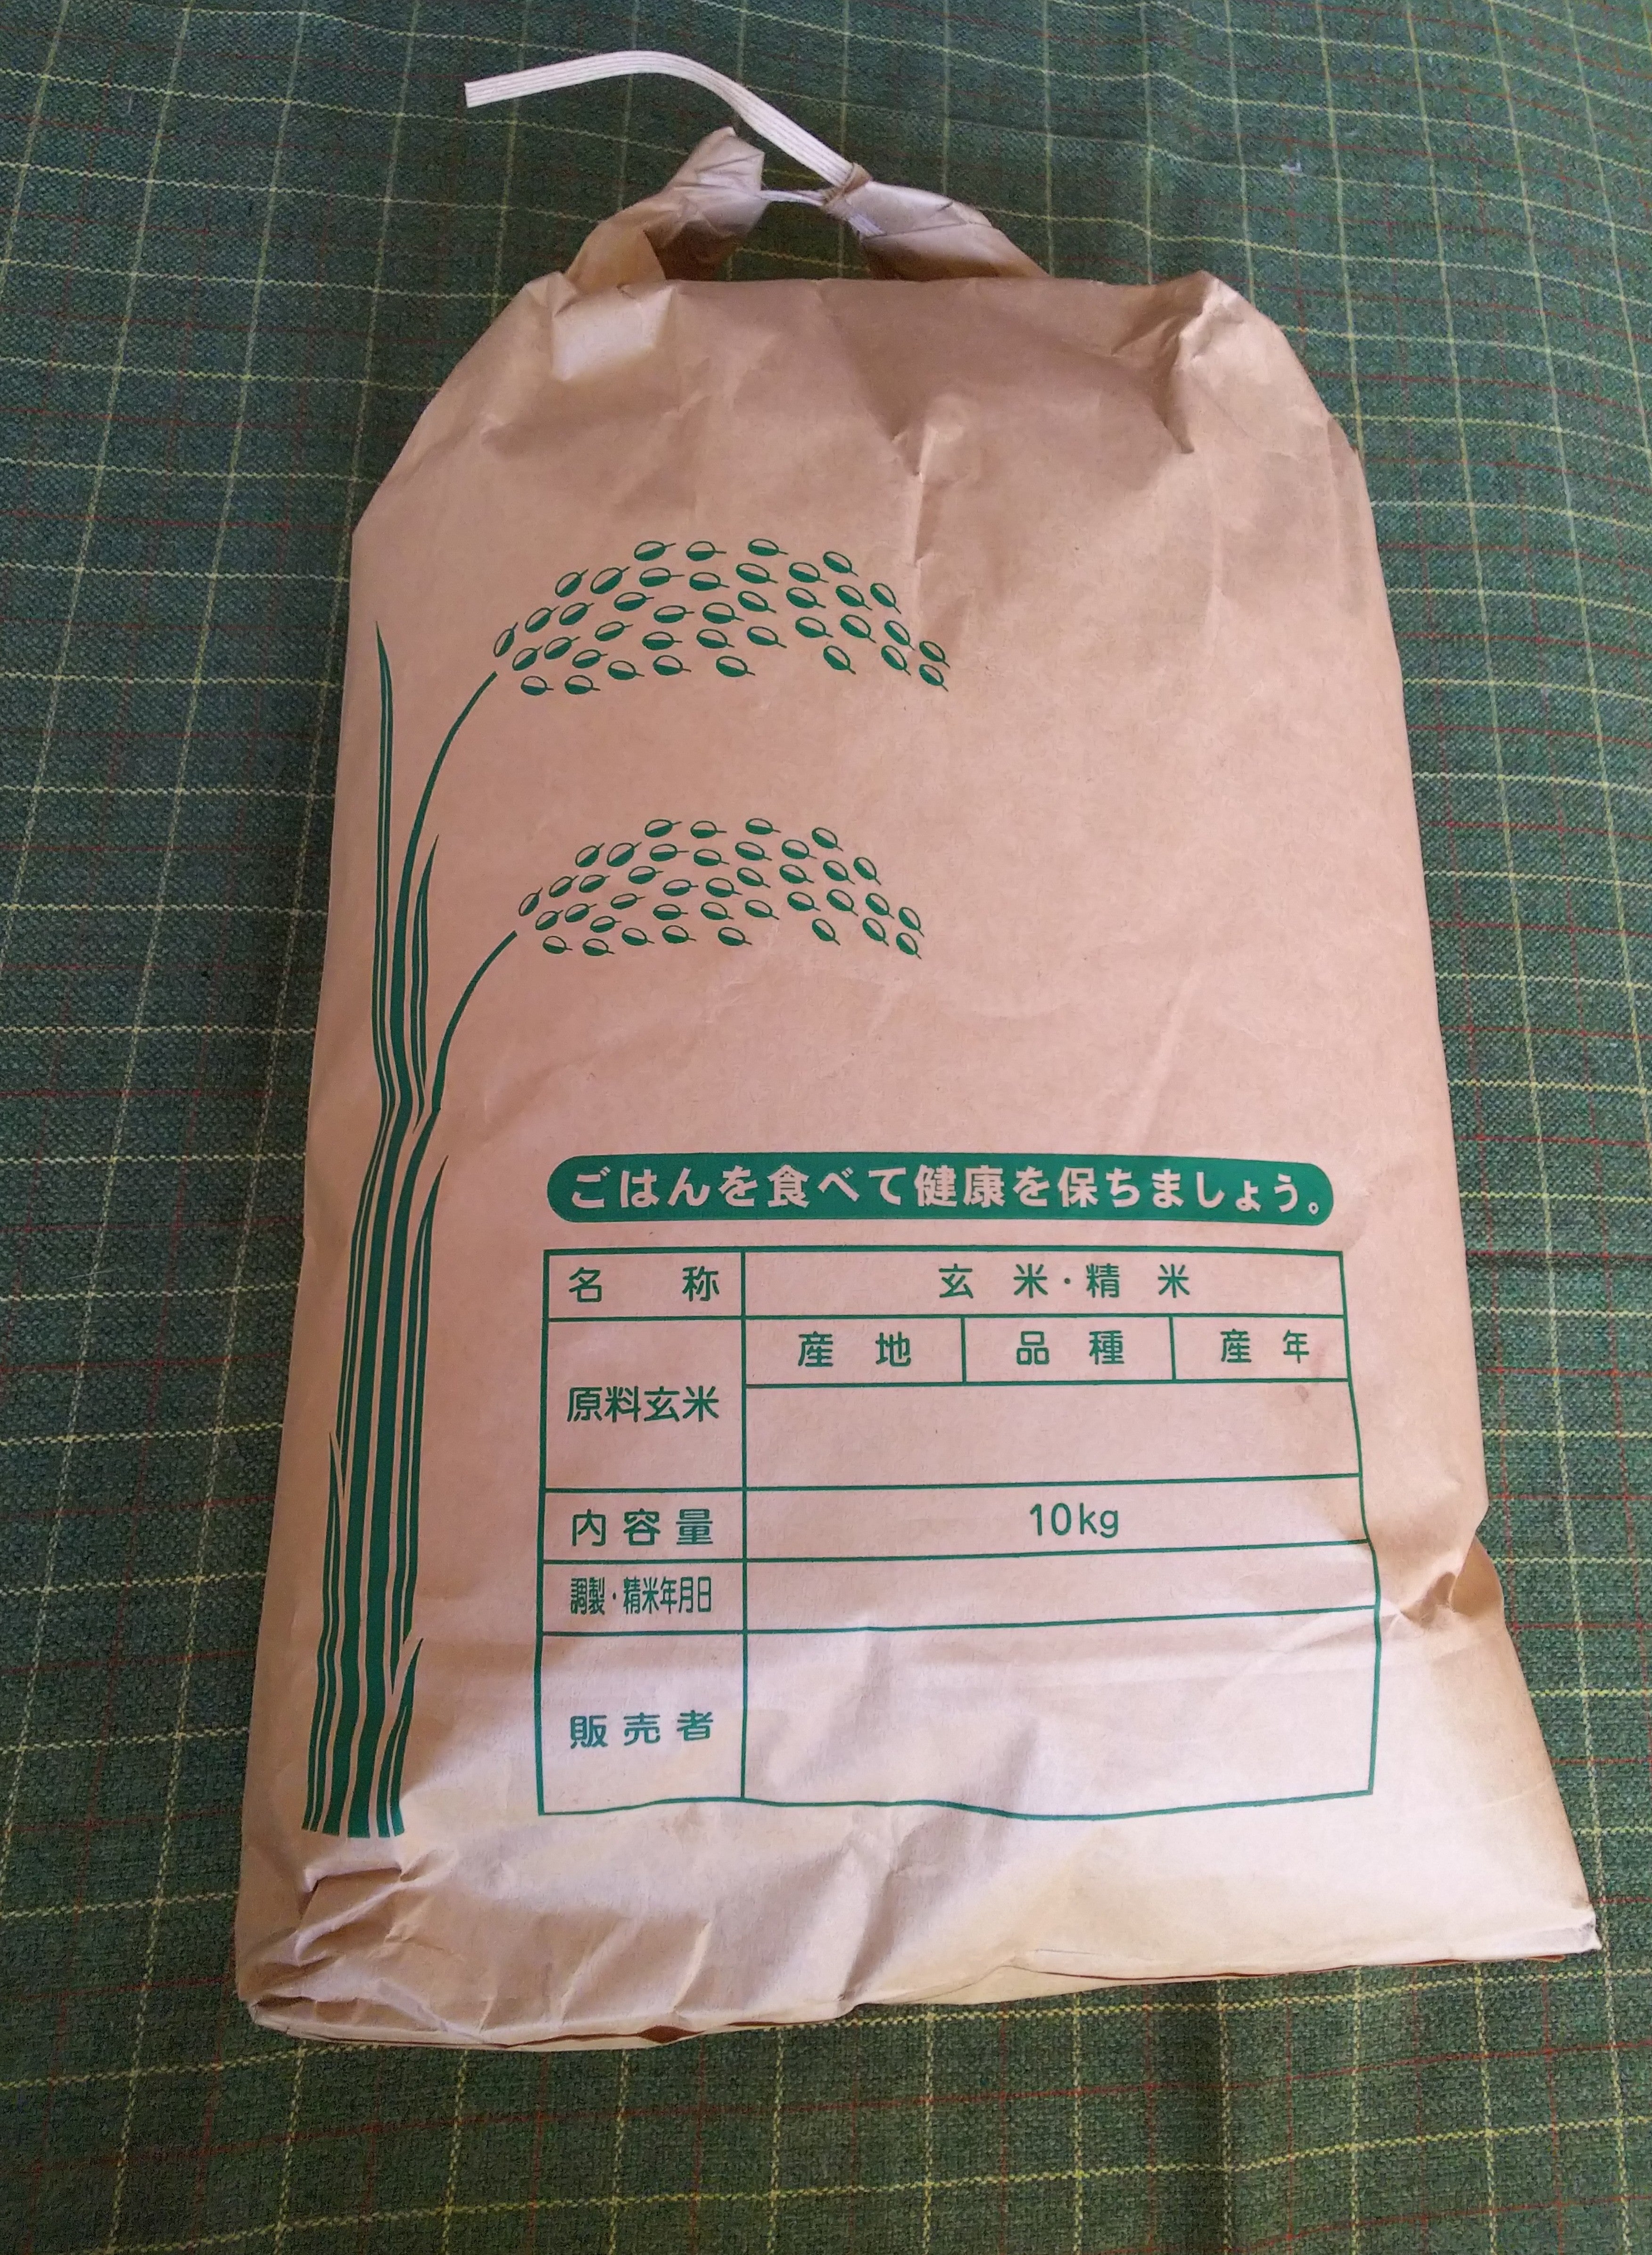 ごはんを食べて健康を保ちましょう。
名 称 玄 米・精 米
原料玄米 産 地 品 種 産 年
内 容 量 10kg
調製・精米年月日
販 売 者